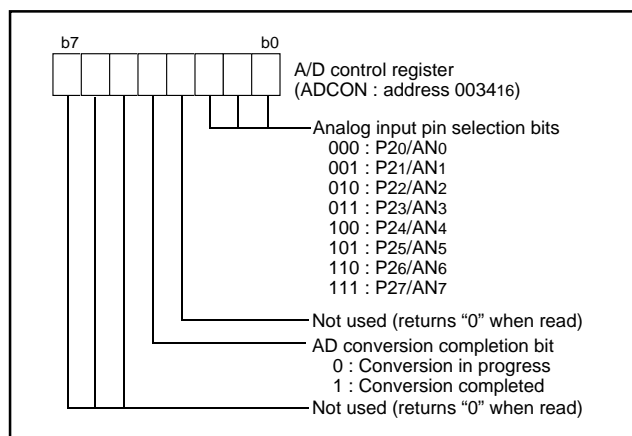 b7 b0
A/D control register
(ADCON : address 003416)
Analog input pin selection bits
000 : P20/AN0
001 : P21/AN1
010 : P22/AN2
011 : P23/AN3
100 : P24/AN4
101 : P25/AN5
110 : P26/AN6
111 : P27/AN7
Not used (returns “0” when read)
AD conversion completion bit
0 : Conversion in progress
1 : Conversion completed
Not used (returns “0” when read)